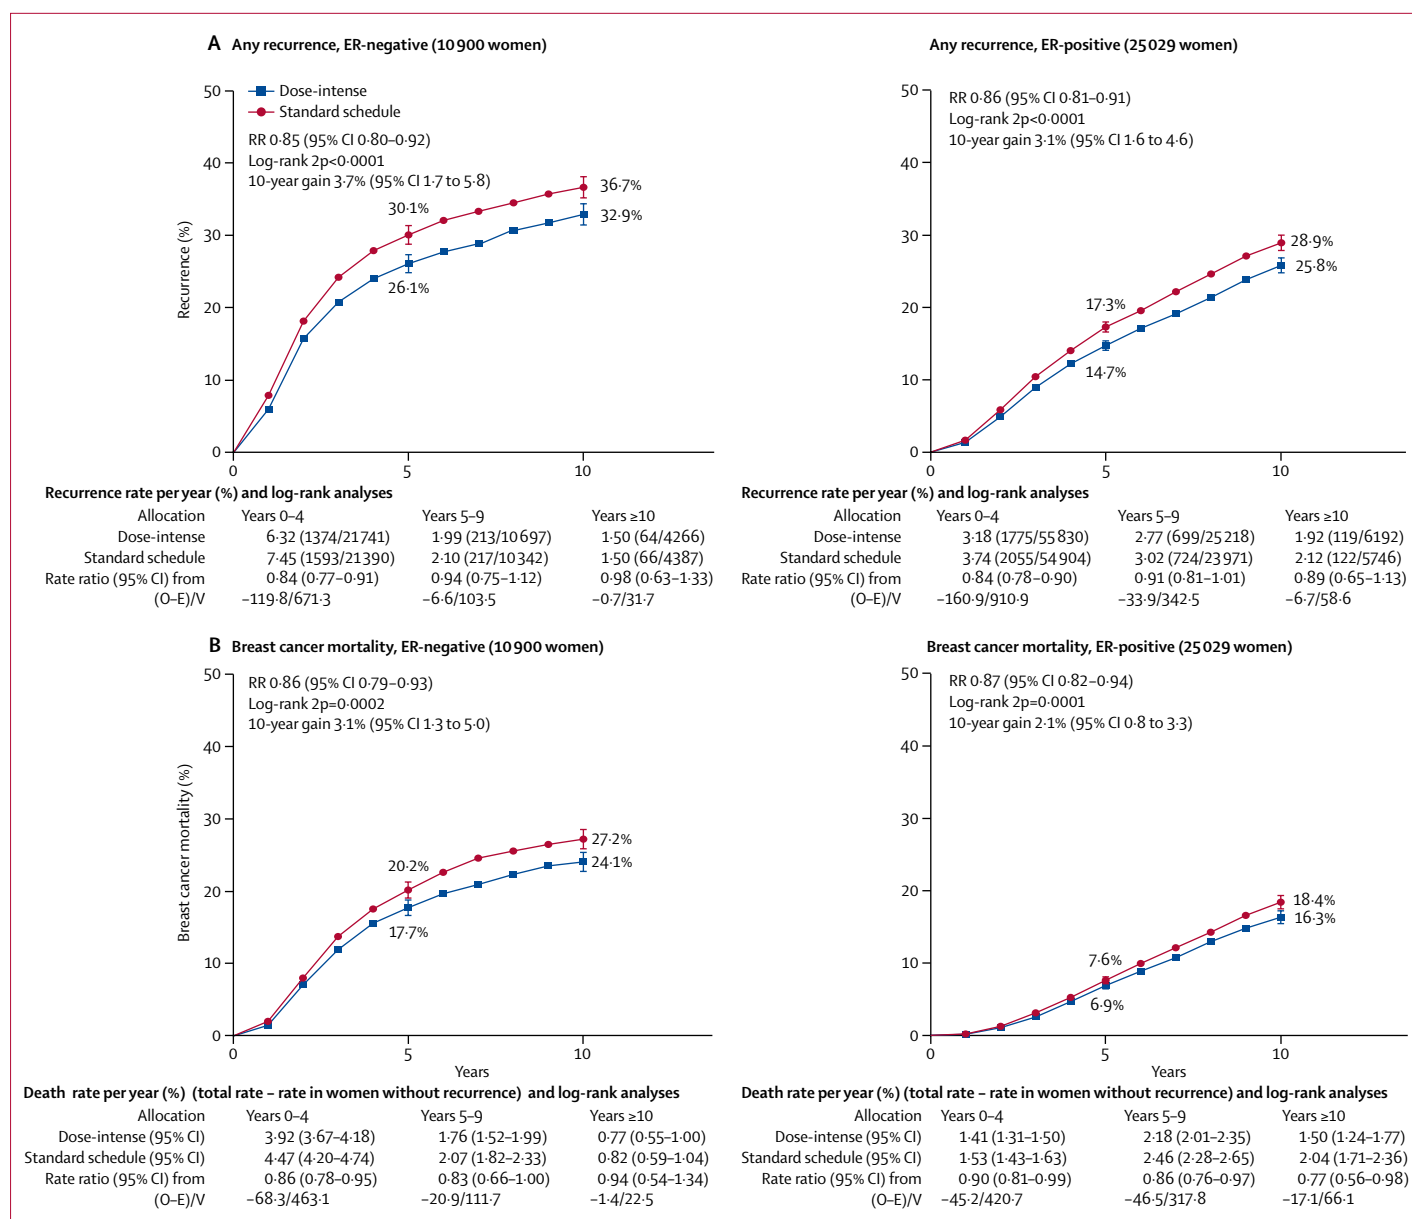 A Any recurrence, ER-negative (10 900 women)
50
40
30
20
10
0
Recurrence (%)
Dose-intense
Standard schedule
RR 0·85 (95% CI 0·80–0·92)
Log-rank 2p<0·0001
10-year gain 3·7% (95% CI 1·7 to 5·8)
30·1%
26·1%
36·7%
32·9%
0 5 10
Recurrence rate per year (%) and log-rank analyses
Allocation Years 0–4 Years 5–9 Years ≥10
Dose-intense 6·32 (1374/21 741) 1·99 (213/10 697) 1·50 (64/4266)
Standard schedule 7·45 (1593/21 390) 2·10 (217/10 342) 1·50 (66/4387)
Rate ratio (95% CI) from 0·84 (0·77–0·91) 0·94 (0·75–1·12) 0·98 (0·63–1·33)
(O–E)/V –119·8/671·3 –6·6/103·5 –0·7/31·7
Any recurrence, ER-positive (25 029 women)
50
40
30
20
10
0
RR 0·86 (95% CI 0·81–0·91)
Log-rank 2p<0·0001
10-year gain 3·1% (95% CI 1·6 to 4·6)
17·3%
14·7%
28·9%
25·8%
0 5 10
Recurrence rate per year (%) and log-rank analyses
Allocation Years 0–4 Years 5–9 Years ≥10
Dose-intense 3·18 (1775/55 830) 2·77 (699/25 218) 1·92 (119/6192)
Standard schedule 3·74 (2055/54 904) 3·02 (724/23 971) 2·12 (122/5746)
Rate ratio (95% CI) from 0·84 (0·78–0·90) 0·91 (0·81–1·01) 0·89 (0·65–1·13)
(O–E)/V –160·9/910·9 –33·9/342·5 –6·7/58·6
B Breast cancer mortality, ER-negative (10 900 women)
50
40
30
20
10
0
Breast cancer mortality (%)
RR 0·86 (95% CI 0·79–0·93)
Log-rank 2p=0·0002
10-year gain 3·1% (95% CI 1·3 to 5·0)
20·2%
17·7%
27·2%
24·1%
0 5 10
Years
Death rate per year (%) (total rate – rate in women without recurrence) and log-rank analyses
Allocation Years 0–4 Years 5–9 Years ≥10
Dose-intense (95% CI) 3·92 (3·67–4·18) 1·76 (1·52–1·99) 0·77 (0·55–1·00)
Standard schedule (95% CI) 4·47 (4·20–4·74) 2·07 (1·82–2·33) 0·82 (0·59–1·04)
Rate ratio (95% CI) from 0·86 (0·78–0·95) 0·83 (0·66–1·00) 0·94 (0·54–1·34)
(O–E)/V –68·3/463·1 –20·9/111·7 –1·4/22·5
Breast cancer mortality, ER-positive (25 029 women)
50
40
30
20
10
0
RR 0·87 (95% CI 0·82–0·94)
Log-rank 2p=0·0001
10-year gain 2·1% (95% CI 0·8 to 3·3)
7·6%
6·9%
18·4%
16·3%
0 5 10
Years
Death rate per year (%) (total rate – rate in women without recurrence) and log-rank analyses
Allocation Years 0–4 Years 5–9 Years ≥10
Dose-intense (95% CI) 1·41 (1·31–1·50) 2·18 (2·01–2·35) 1·50 (1·24–1·77)
Standard schedule (95% CI) 1·53 (1·43–1·63) 2·46 (2·28–2·65) 2·04 (1·71–2·36)
Rate ratio (95% CI) from 0·90 (0·81–0·99) 0·86 (0·76–0·97) 0·77 (0·56–0·98)
(O–E)/V –45·2/420·7 –46·5/317·8 –17·1/66·1